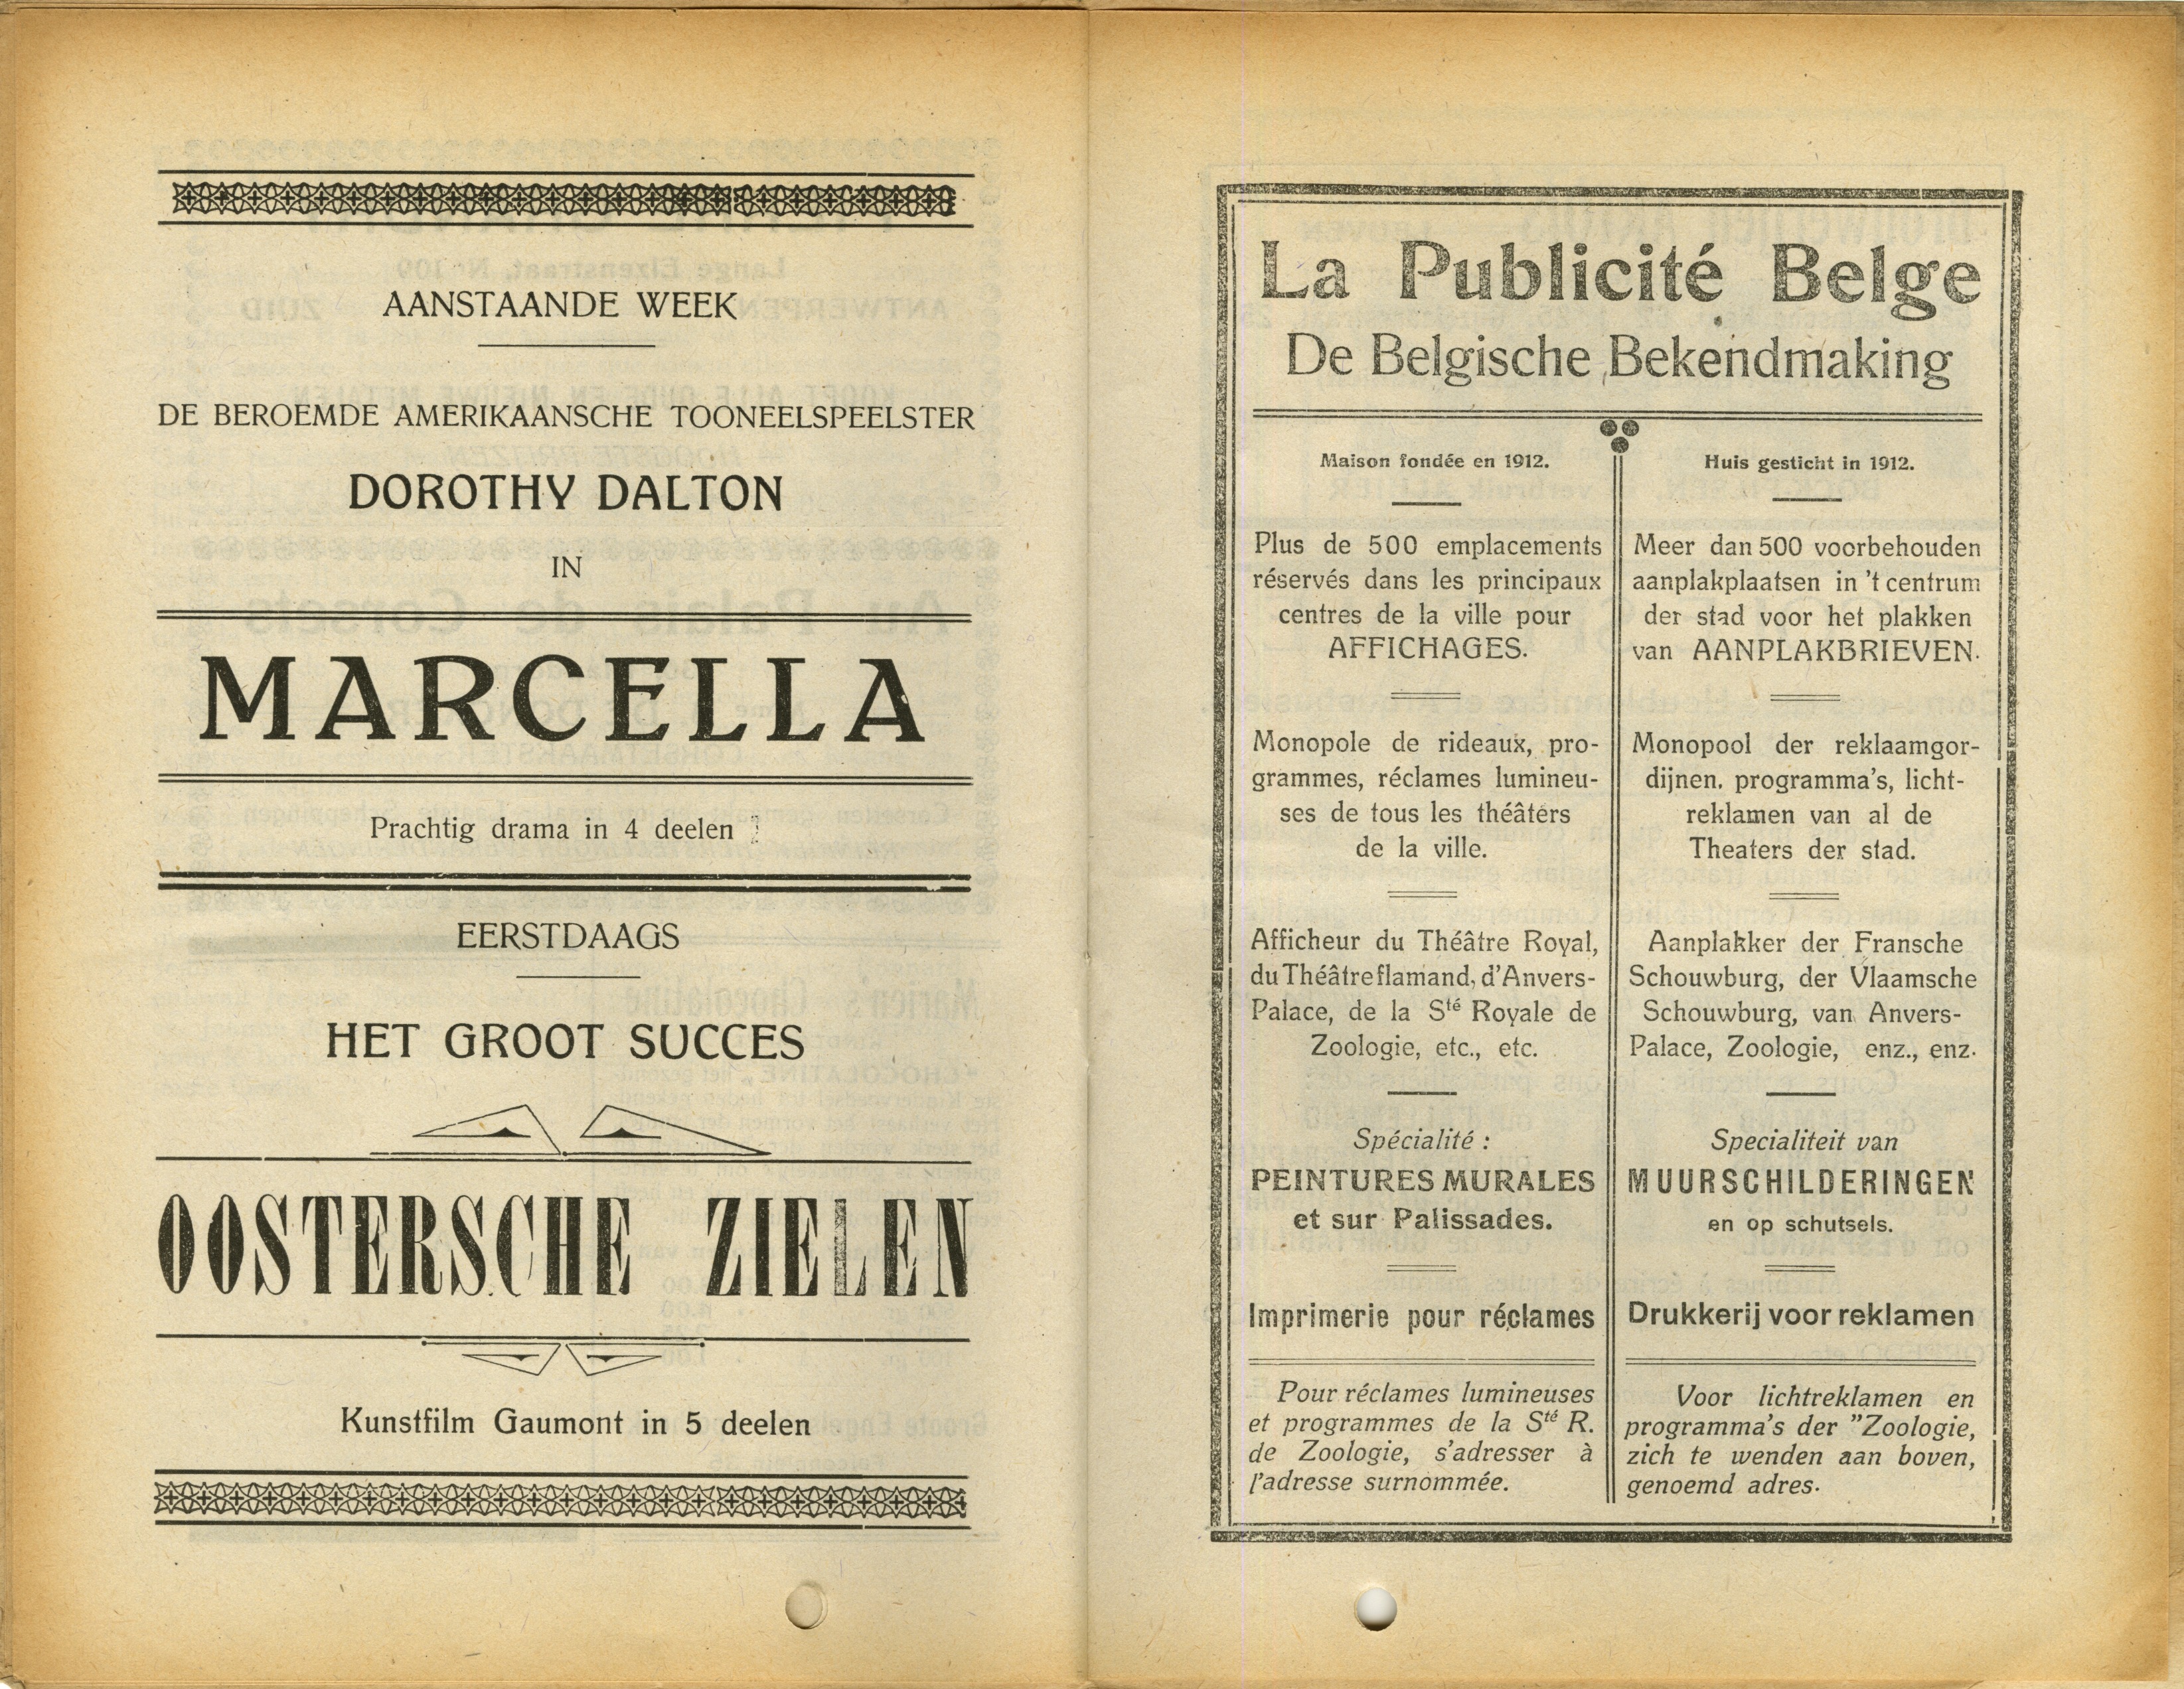 AANSTAANDE WEEK
DE BEROEMDE AMERIKAANSCHE TOONEELSPEELSTER
DOROTHY DALTON
IN
MARCELLA
Prachtig drama in 4 deelen
EERSTDAAGS
HET GROOT SUCCES
OOSTERSCHE ZIELEN
Kunstfilm Gaumont in 5 deelen
La Publicité Belge
De Belgische Bekendmaking
Maison fondée en 1912.
Plus de 500 emplacements
réservés dans les principaux
centres de la ville pour
AFFICHAGES.
Monopole de rideaux, pro-
grammes, réclames lumineu-
ses de tous les théâters
de la ville.
Afficheur du Théâtre Royal,
du Théâtre flamand, d'Anvers-
Palace, de la Sté Royale de
Zoologie, etc., etc.
Spécialité :
PEINTURES MURALES
et sur Palissades.
Imprimerie pour réclames
Pour réclames lumineuses
et programmes de la Sté R.
de Zoologie, s'adresser à
l'adresse surnommée.
Huis gesticht in 1912.
Meer dan 500 voorbehouden
aanplakplaatsen in 't centrum
der stad voor het plakken
van AANPLAKBRIEVEN.
Monopool der reklaamgor-
dijnen. programma's, licht-
reklamen van al de
Theaters der stad.
Aanplakker der Fransche
Schouwburg, der Vlaamsche
Schouwburg, van Anvers-
Palace, Zoologie, enz., enz.
Specialiteit van
MUURSCHILDERINGEN
en op schutsels.
Drukkerij voor reklamen
Voor lichtreklamen en
programma's der "Zoologie,
zich te wenden aan boven,
genoemd adres.